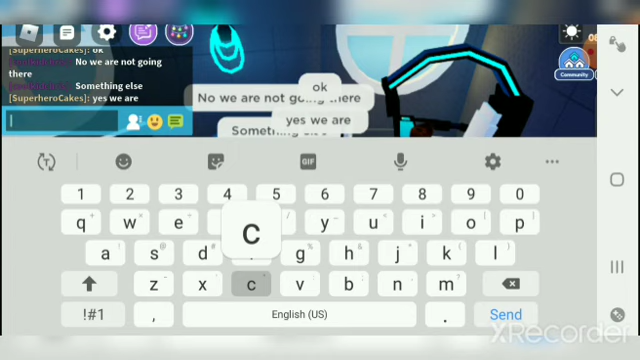 [SuperheroCakes]: ok
No we are not going
there
Something else
[SuperheroCakes]: yes we are
Community
ok
No we are not going there
yes we are
Something
T
GIF
1 2 3 4 5 6 7 8 9 0
q w e y u i o p
C
a s d g h j k l
z x c v b n m
!#1 , English (US) . Send
XRecorder